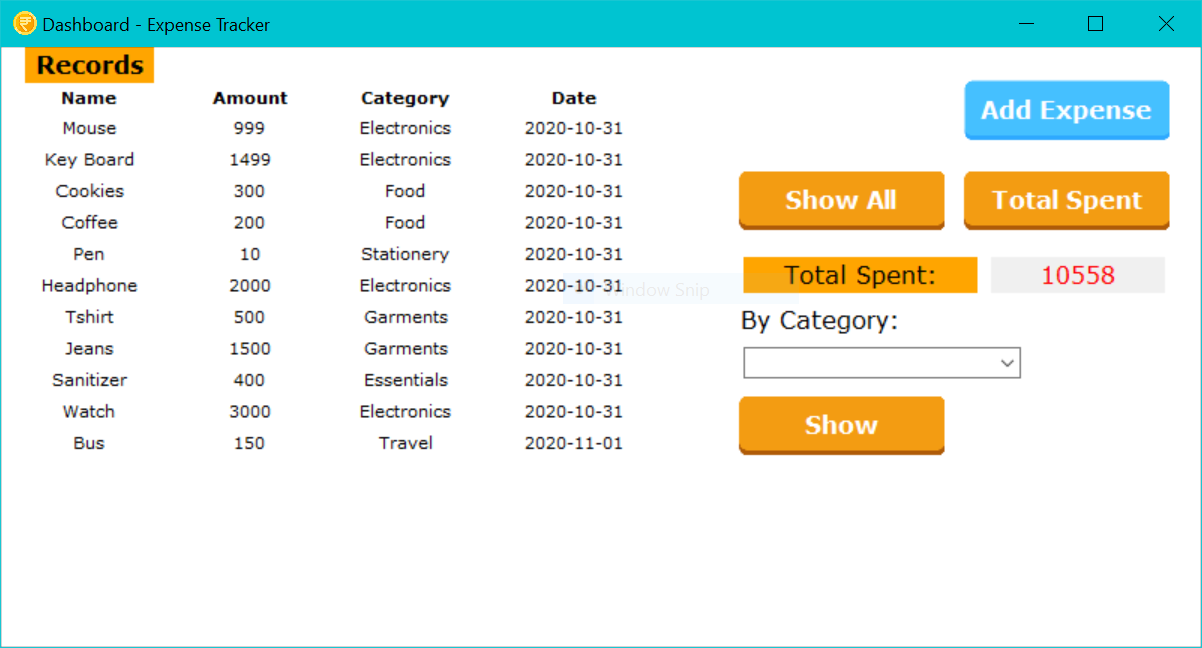 Dashboard - Expense Tracker
Records
Name Amount Category Date
Mouse 999 Electronics 2020-10-31
Key Board 1499 Electronics 2020-10-31
Cookies 300 Food 2020-10-31
Coffee 200 Food 2020-10-31
Pen 10 Stationery 2020-10-31
Headphone 2000 Electronics 2020-10-31
Tshirt 500 Garments 2020-10-31
Jeans 1500 Garments 2020-10-31
Sanitizer 400 Essentials 2020-10-31
Watch 3000 Electronics 2020-10-31
Bus 150 Travel 2020-11-01
Add Expense
Show All Total Spent
Total Spent: 10558
Window Snip
By Category:
Show